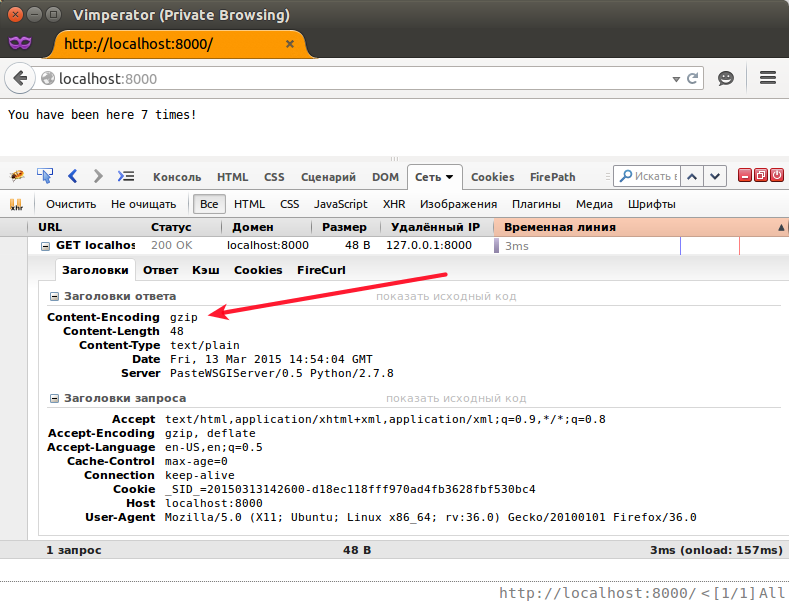 Vimperator (Private Browsing)
http://localhost:8000/ ×
localhost:8000
You have been here 7 times!
Консоль HTML CSS Сценарий DOM Сеть Cookies FirePath Искать в
xhr Очистить Не очищать Все HTML CSS JavaScript XHR Изображения Плагины Медиа Шрифты
URL Статус Домен Размер Удалённый IP Временная линия
GET localhos 200 OK localhost:8000 48 B 127.0.0.1:8000 3ms
Заголовки Ответ Кэш Cookies FireCurl
Заголовки ответа показать исходный код
Content-Encoding gzip
Content-Length 48
Content-Type text/plain
Date Fri, 13 Mar 2015 14:54:04 GMT
Server PasteWSGIServer/0.5 Python/2.7.8
Заголовки запроса показать исходный код
Accept text/html,application/xhtml+xml,application/xml;q=0.9,*/*;q=0.8
Accept-Encoding gzip, deflate
Accept-Language en-US,en;q=0.5
Cache-Control max-age=0
Connection keep-alive
Cookie _SID_=20150313142600-d18ec118fff970ad4fb3628fbf530bc4
Host localhost:8000
User-Agent Mozilla/5.0 (X11; Ubuntu; Linux x86_64; rv:36.0) Gecko/20100101 Firefox/36.0
1 запрос 48 B 3ms (onload: 157ms)
http://localhost:8000/ <[1/1] All